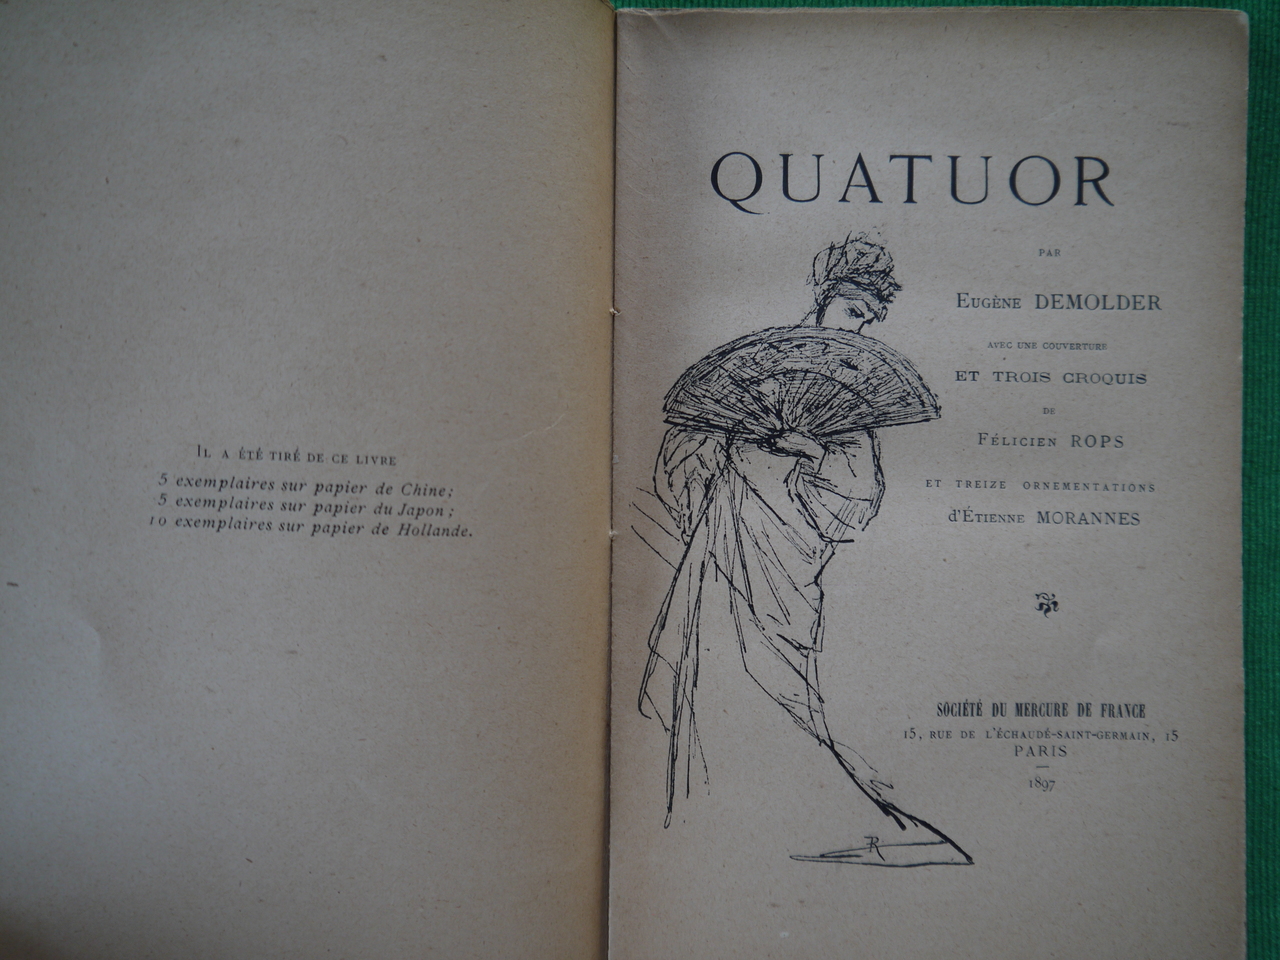 Il a été tiré de ce livre
5 exemplaires sur papier de Chine;
5 exemplaires sur papier du Japon;
10 exemplaires sur papier de Hollande.
QUATUOR
PAR
Eugène DEMOLDER
AVEC UNE COUVERTURE
ET TROIS CROQUIS
DE
Félicien ROPS
ET TREIZE ORNEMENTATIONS
d'Étienne MORANNES
SOCIÉTÉ DU MERCURE DE FRANCE
15, RUE DE L'ÉCHAUDÉ-SAINT-GERMAIN, 15
PARIS
1897
FR